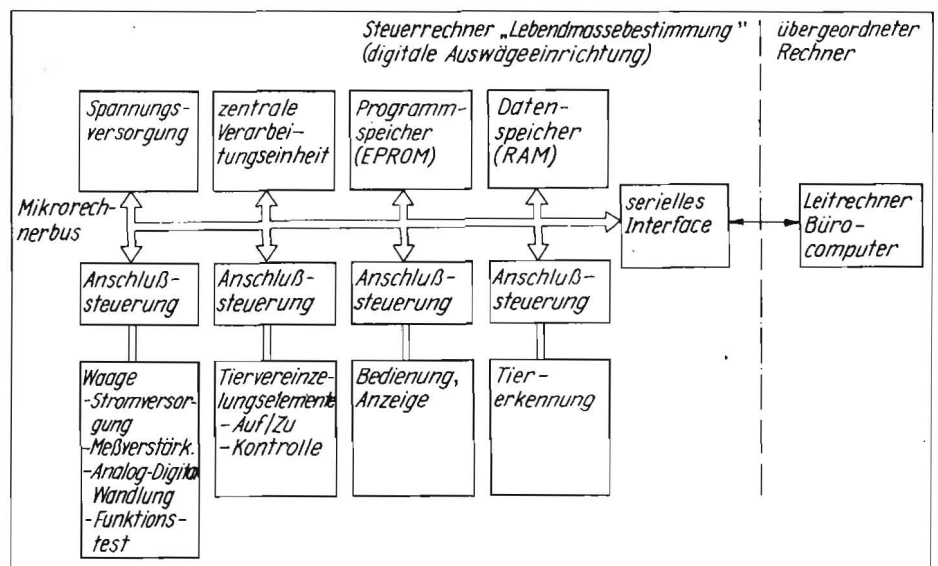 Steuerrechner „Lebendmassebestimmung"
(digitale Auswägeeinrichtung)
übergeordneter
Rechner
Spannungs-
versorgung
zentrale
Verarbei-
tungseinheit
Programm-
speicher
(EPROM)
Daten-
speicher
(RAM)
Mikrorech-
nerbus
serielles
Interface
Leitrechner
Büro-
computer
Anschluß-
steuerung
Anschluß-
steuerung
Anschluß-
steuerung
Anschluß-
steuerung
Waage
-Stromversor-
gung
-Meßverstärk.
-Analog-Digital
Wandlung
-Funktions-
test
Tiervereinze-
lungselemente
-Auf/Zu
-Kontrolle
Bedienung,
Anzeige
Tier-
erkennung